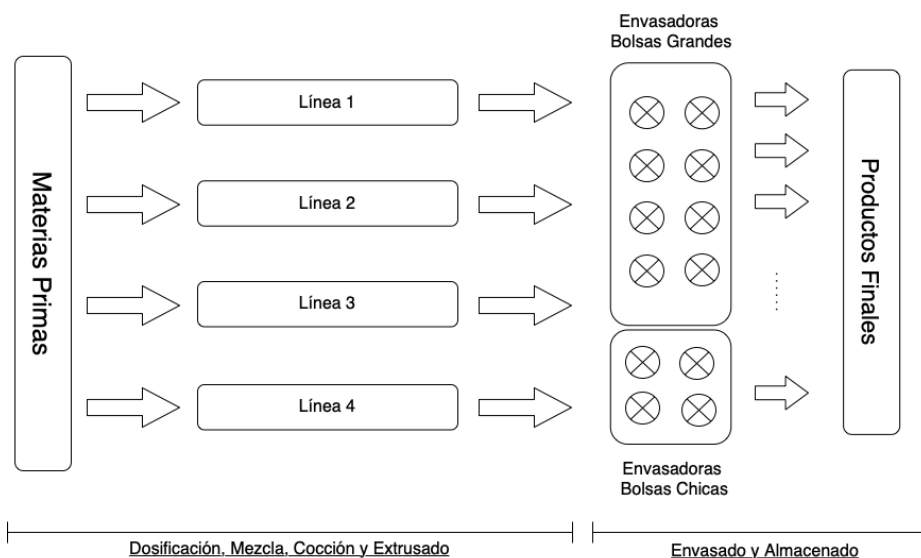 Envasadoras
Bolsas Grandes
Materias Primas
Línea 1
Línea 2
Línea 3
Línea 4
Productos Finales
Envasadoras
Bolsas Chicas
Dosificación, Mezcla, Cocción y Extrusado
Envasado y Almacenado